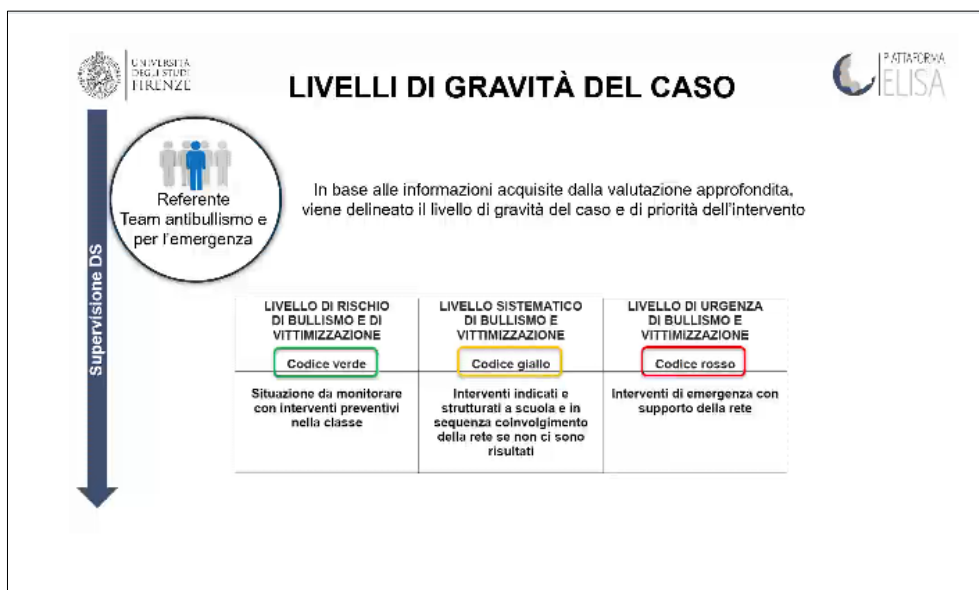 UNIVERSITÀ
DEGLI STUDI
FIRENZE
LIVELLI DI GRAVITÀ DEL CASO
PIATTAFORMA
ELISA
Supervisione DS
Referente
Team antibullismo e
per l'emergenza
In base alle informazioni acquisite dalla valutazione approfondita,
viene delineato il livello di gravità del caso e di priorità dell'intervento
LIVELLO DI RISCHIO
DI BULLISMO E DI
VITTIMIZZAZIONE
Codice verde
Situazione da monitorare
con interventi preventivi
nella classe
LIVELLO SISTEMATICO
DI BULLISMO E
VITTIMIZZAZIONE
Codice giallo
Interventi indicati e
strutturati a scuola e in
sequenza coinvolgimento
della rete se non ci sono
risultati
LIVELLO DI URGENZA
DI BULLISMO E
VITTIMIZZAZIONE
Codice rosso
Interventi di emergenza con
supporto della rete